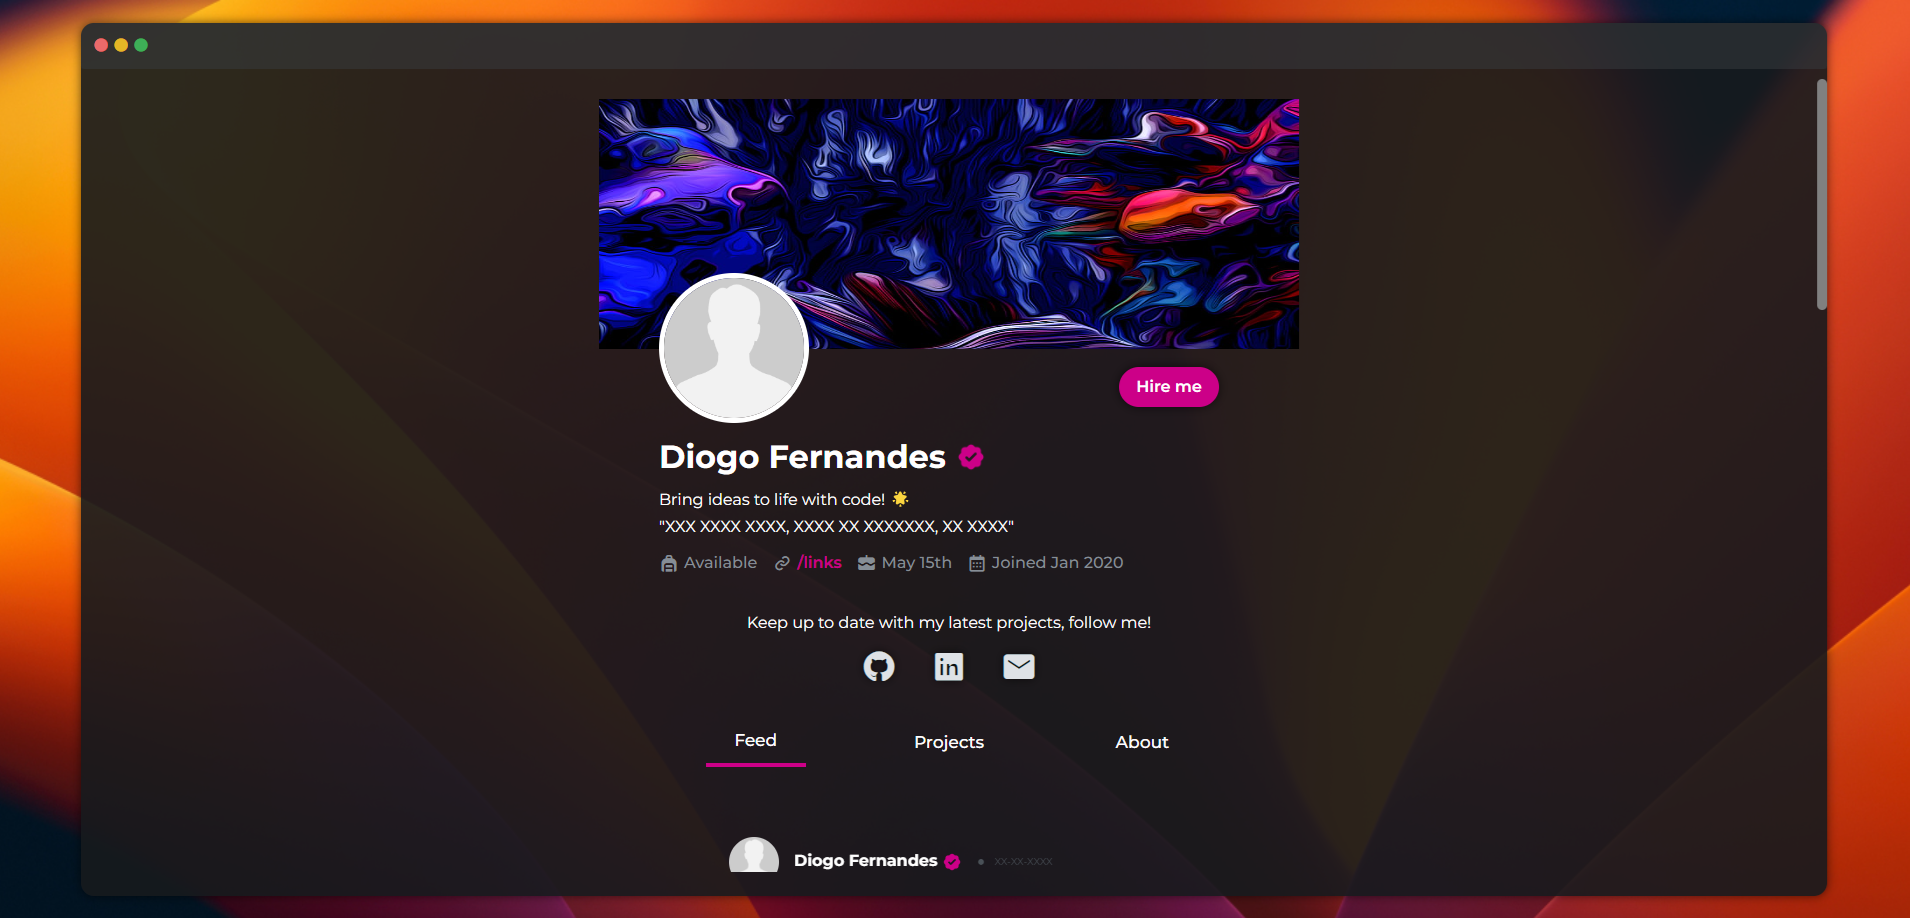 Hire me
Diogo Fernandes
Bring ideas to life with code! 🌟
"XXX XXXX XXXX, XXXX XX XXXXXXX, XX XXXX"
Available /links May 15th Joined Jan 2020
Keep up to date with my latest projects, follow me!
in
Feed Projects About
Diogo Fernandes • XX-XX-XXXX